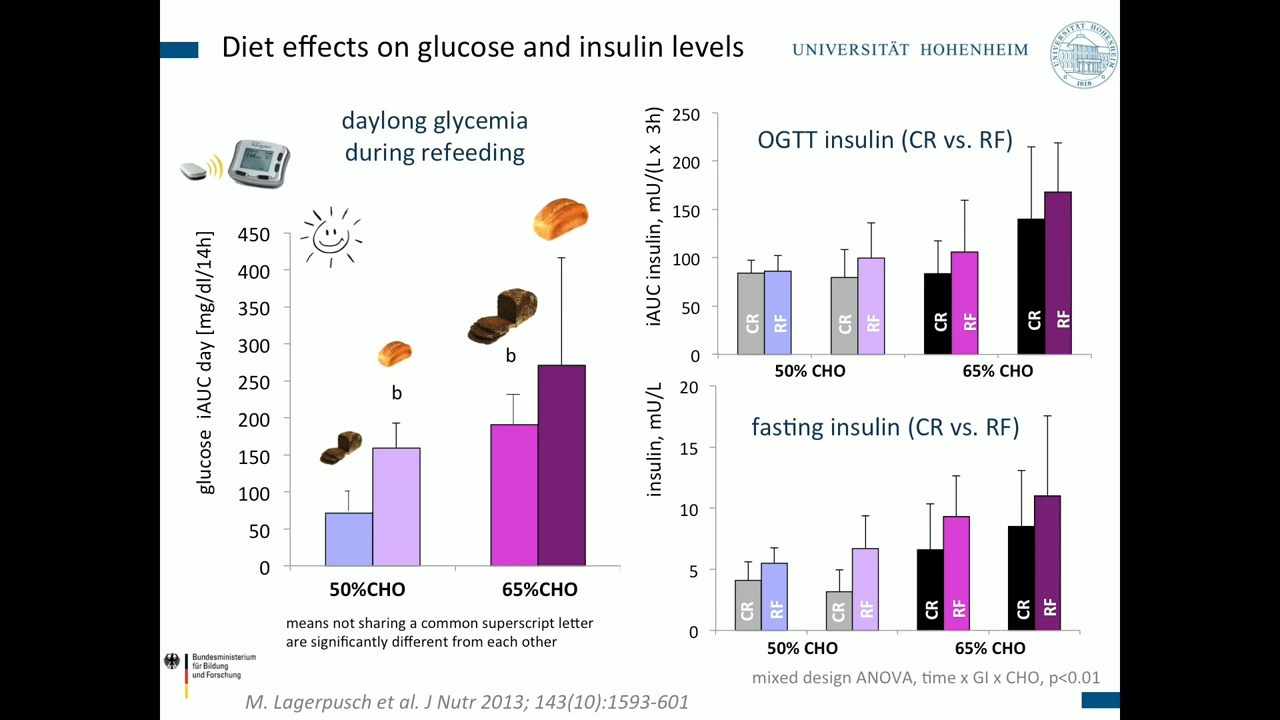 Diet effects on glucose and insulin levels
UNIVERSITÄT HOHENHEIM
UNIVERSITÄT HOHENHEIM
1818
daylong glycemia
during refeeding
glucose iAUC day [mg/dl/14h]
450
400
350
300
250
200
150
100
50
0
b
b
50%CHO
65%CHO
means not sharing a common superscript letter
are significantly different from each other
OGTT insulin (CR vs. RF)
iAUC insulin, mU/(L x 3h)
250
200
150
100
50
0
CR
RF
CR
RF
CR
RF
CR
RF
50% CHO
65% CHO
fasting insulin (CR vs. RF)
insulin, mU/L
20
15
10
5
0
CR
RF
CR
RF
CR
RF
CR
RF
50% CHO
65% CHO
mixed design ANOVA, time x GI x CHO, p<0.01
Bundesministerium
für Bildung
und Forschung
M. Lagerpusch et al. J Nutr 2013; 143(10):1593-601